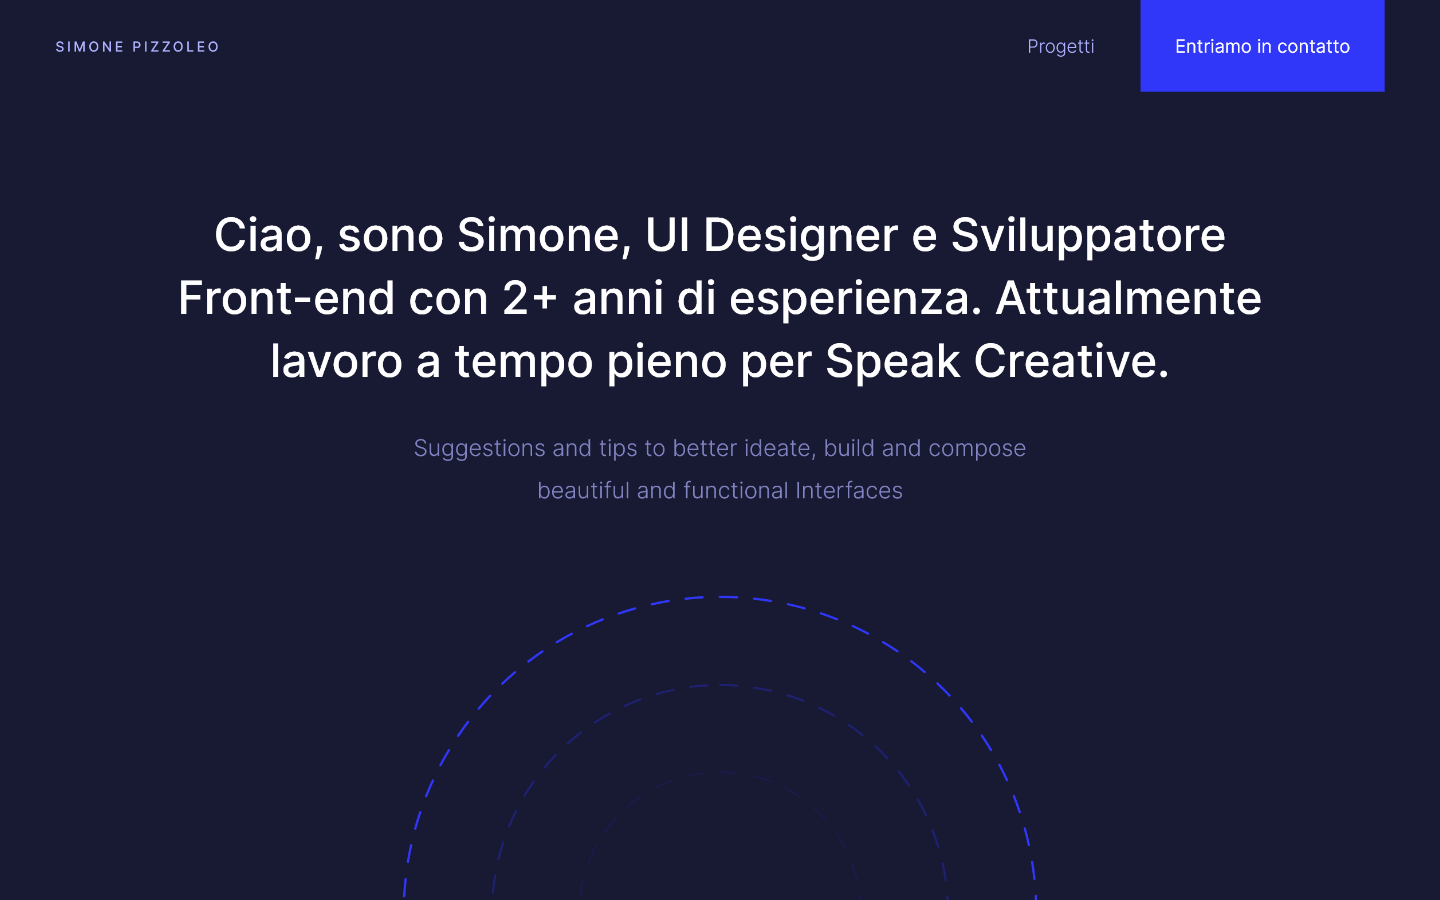 SIMONE PIZZOLEO
Progetti
Entriamo in contatto
Ciao, sono Simone, UI Designer e Sviluppatore
Front-end con 2+ anni di esperienza. Attualmente
lavoro a tempo pieno per Speak Creative.
Suggestions and tips to better ideate, build and compose
beautiful and functional Interfaces